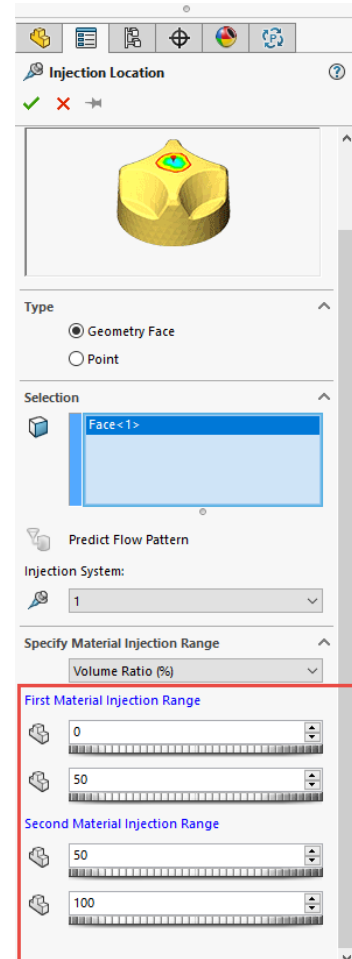 Injection Location
Type
Geometry Face
Point
Selection
Face<1>
Predict Flow Pattern
Injection System:
1
Specify Material Injection Range
Volume Ratio (%)
First Material Injection Range
0
50
Second Material Injection Range
50
100